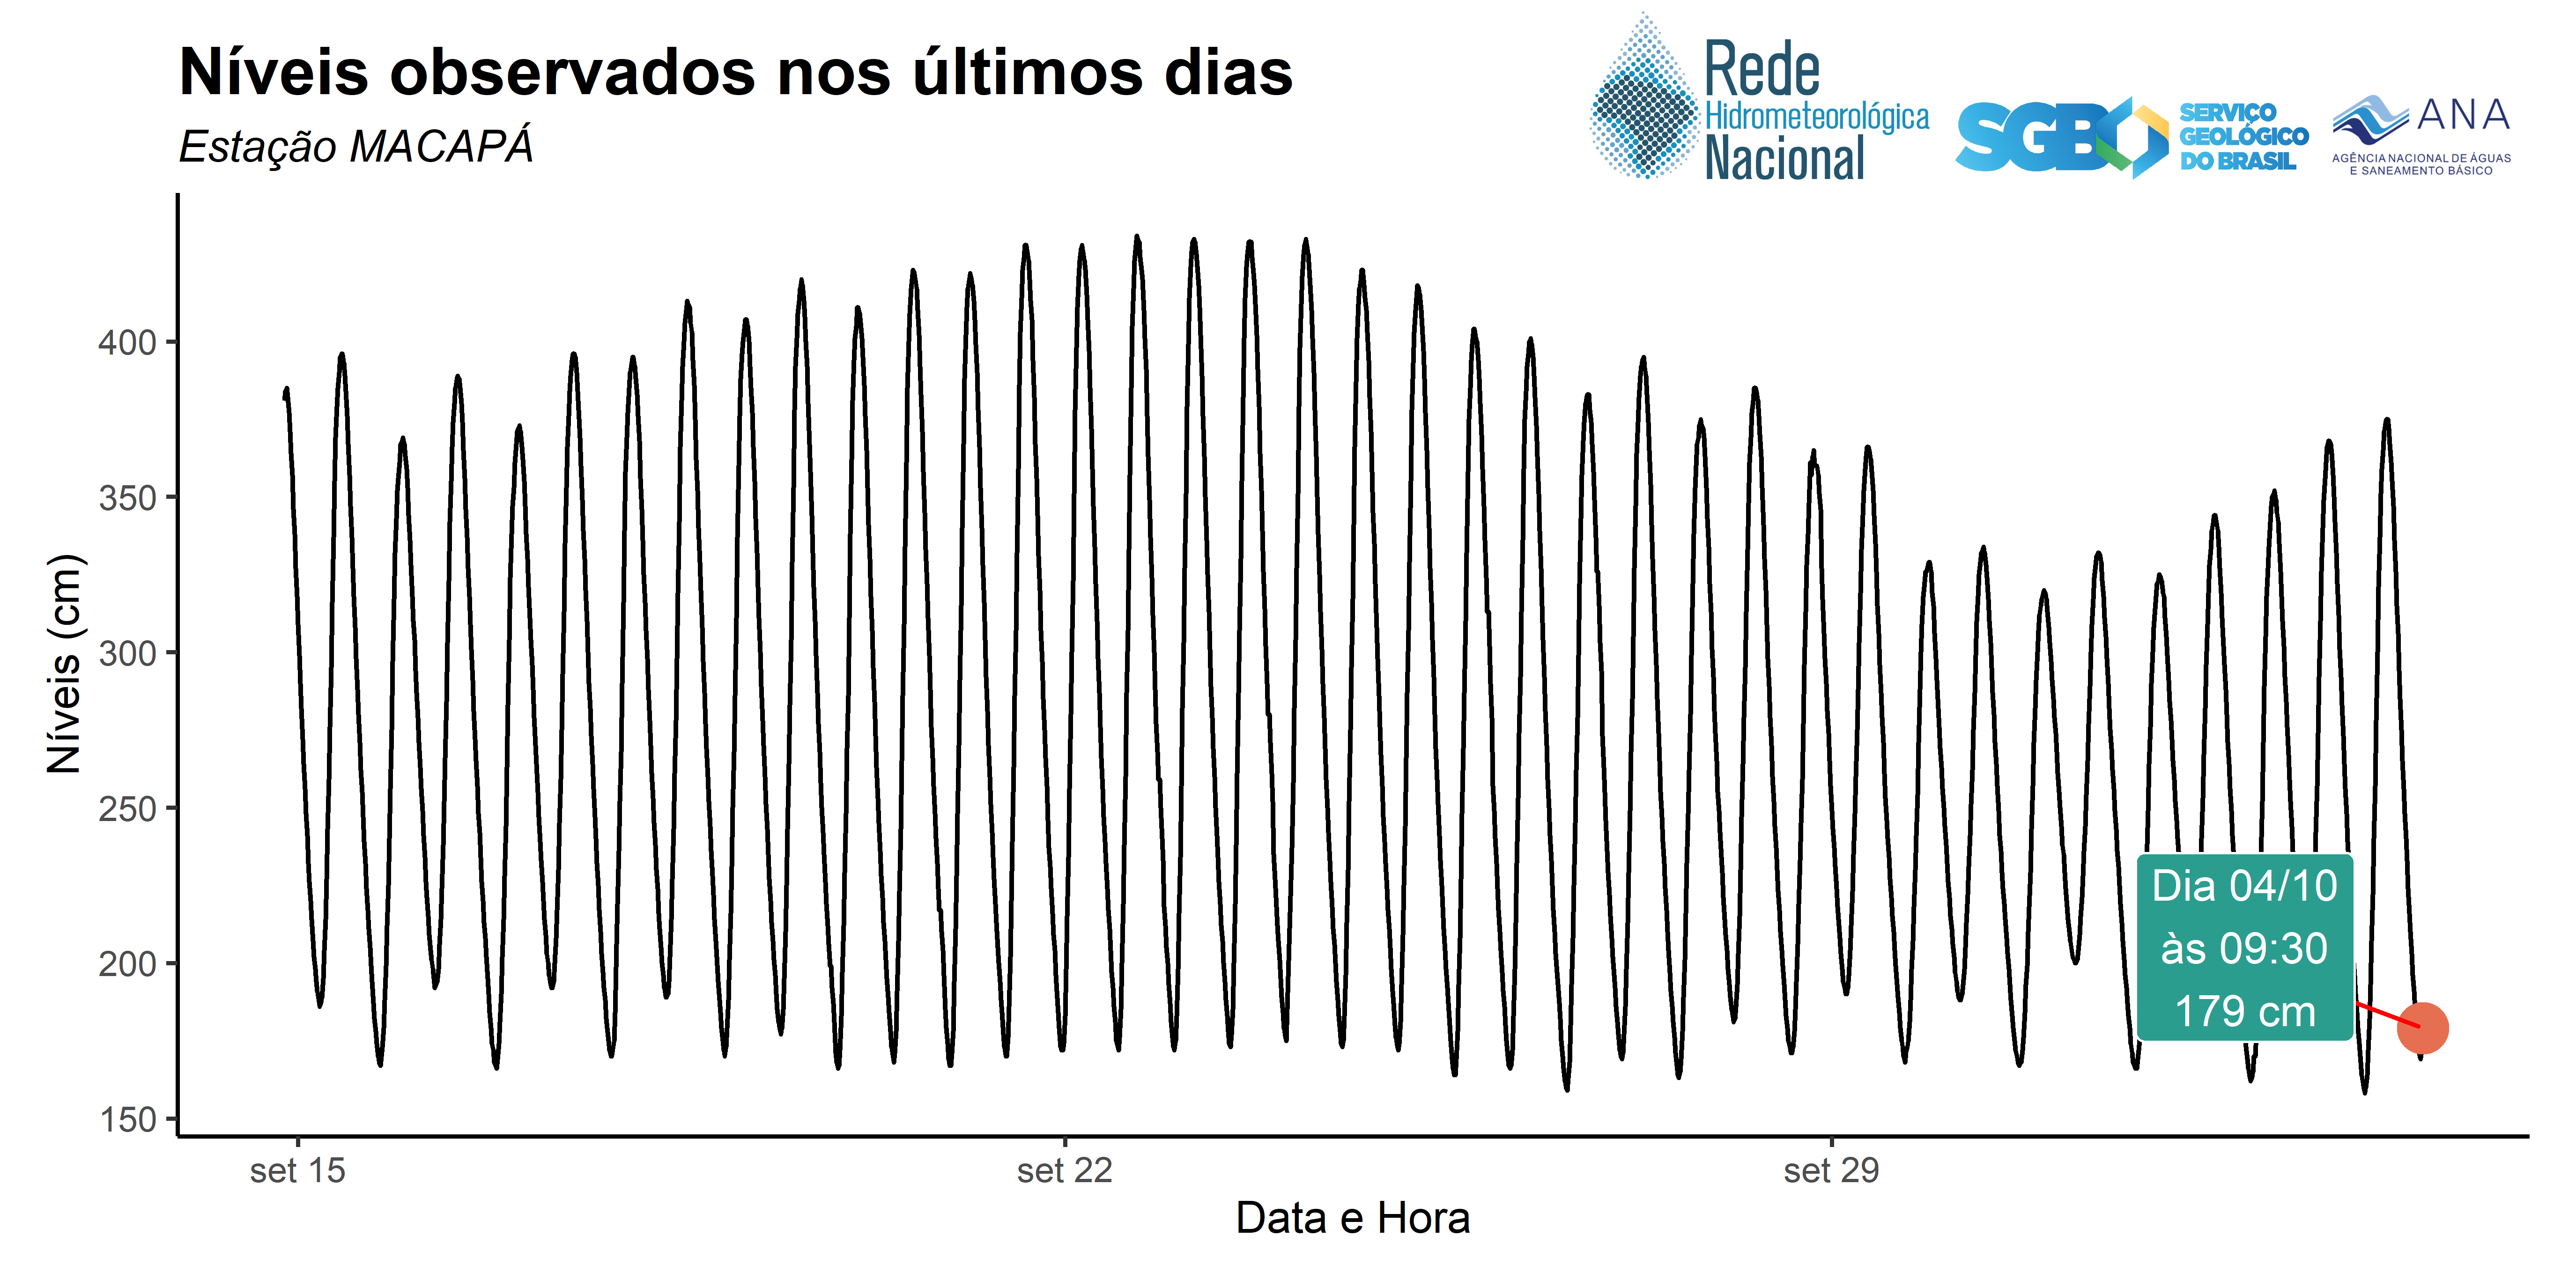 Níveis observados nos últimos dias
Estação MACAPÁ
Rede
Hidrometeorológica
Nacional
SGB
SERVIÇO
GEOLÓGICO
DO BRASIL
ANA
AGÊNCIA NACIONAL DE ÁGUAS
E SANEAMENTO BÁSICO
Níveis (cm)
400
350
300
250
200
150
Dia 04/10
às 09:30
179 cm
set 15
set 22
set 29
Data e Hora